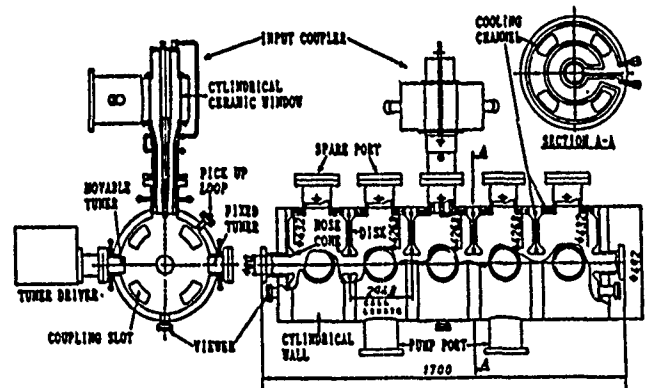 INPUT COUPLER
COOLING
CHANNEL
CYLINDRICAL
CERAMIC WINDOW
SECTION A-A
SPARE PORT
A
PICK UP
LOOP
MOVABLE
TUNER
FIXED
TUNER
NOSE
CONE
DISK
TUNER DRIVER
COUPLING SLOT
VIEWER
CYLINDRICAL
WALL
PUMP PORT
A
1700